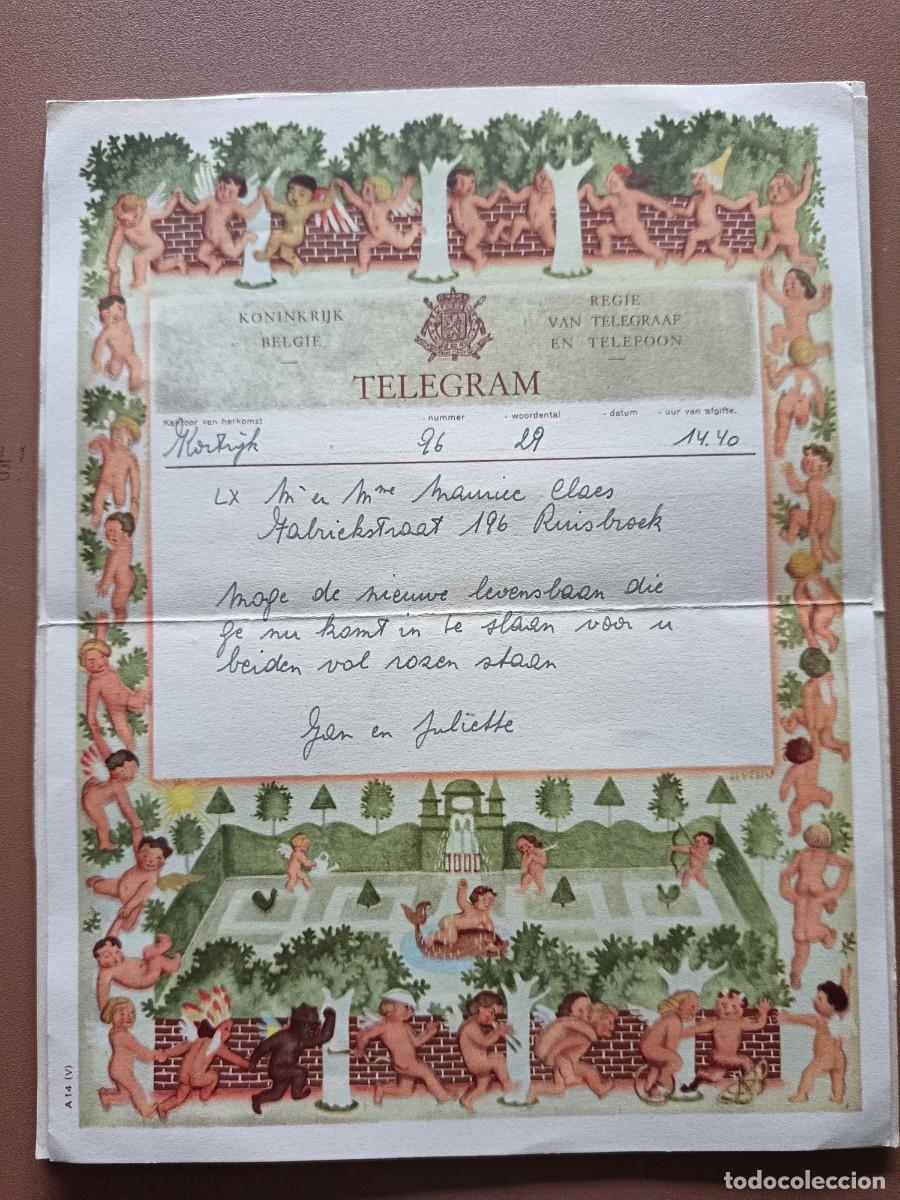 KONINKRIJK
BELGIE
REGIE
VAN TELEGRAAF
EN TELEFOON
TELEGRAM
Kantoor van herkomst - nummer - woordental - datum - uur van afgifte.
Kortrijk 96 29 14.40
LX Mr en Mme Maurice Claes
Fabriekstraat 196 Ruisbroek
Moge de nieuwe levensbaan die
ge nu komt in te slaan voor u
beiden vol rozen staan
Jan en Juliëtte
A 14 (V)
todocoleccion